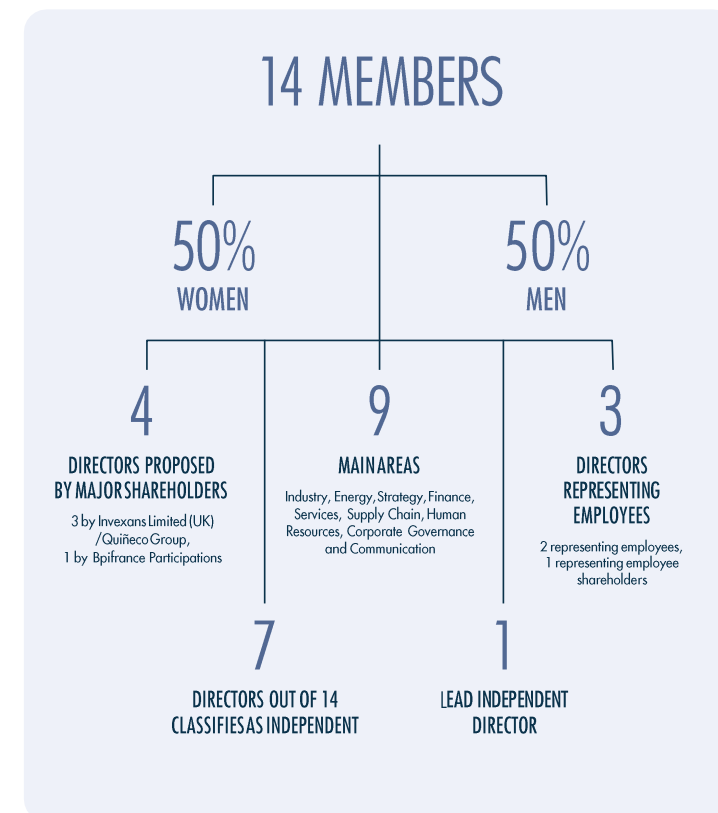 14 MEMBERS
50%
WOMEN
50%
MEN
4
DIRECTORS PROPOSED
BY MAJOR SHAREHOLDERS
3 by Invexans Limited (UK)
/Quiñeco Group,
1 by Bpifrance Participations
9
MAIN AREAS
Industry, Energy, Strategy, Finance,
Services, Supply Chain, Human
Resources, Corporate Governance
and Communication
3
DIRECTORS
REPRESENTING
EMPLOYEES
2 representing employees,
1 representing employee
shareholders
7
DIRECTORS OUT OF 14
CLASSIFIES AS INDEPENDENT
1
LEAD INDEPENDENT
DIRECTOR